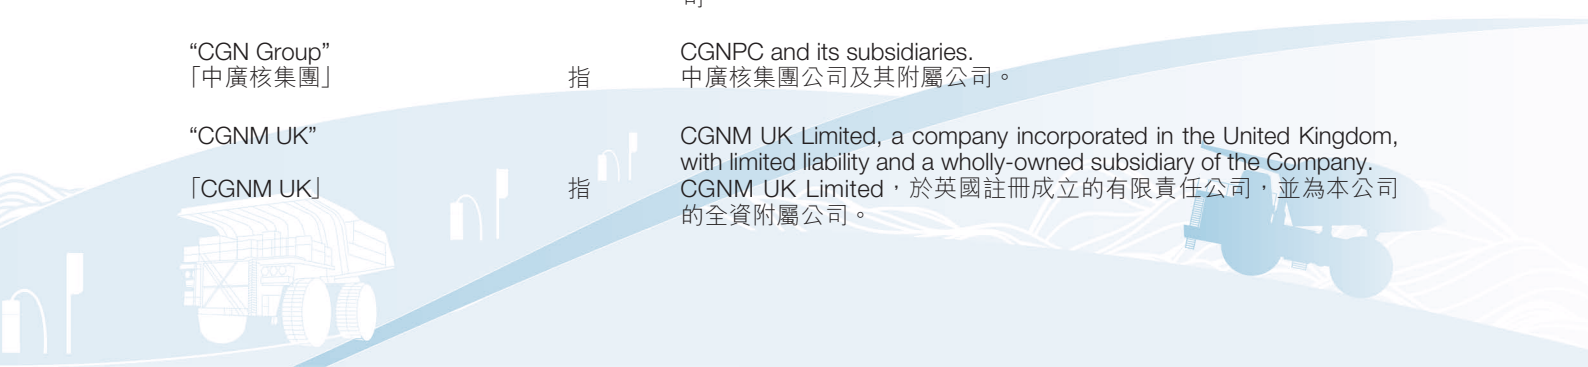 司
“CGN Group” CGNPC and its subsidiaries.
「中廣核集團」 指 中廣核集團公司及其附屬公司。
“CGNM UK” CGNM UK Limited, a company incorporated in the United Kingdom,
with limited liability and a wholly-owned subsidiary of the Company.
「CGNM UK」 指 CGNM UK Limited，於英國註冊成立的有限責任公司，並為本公司
的全資附屬公司。